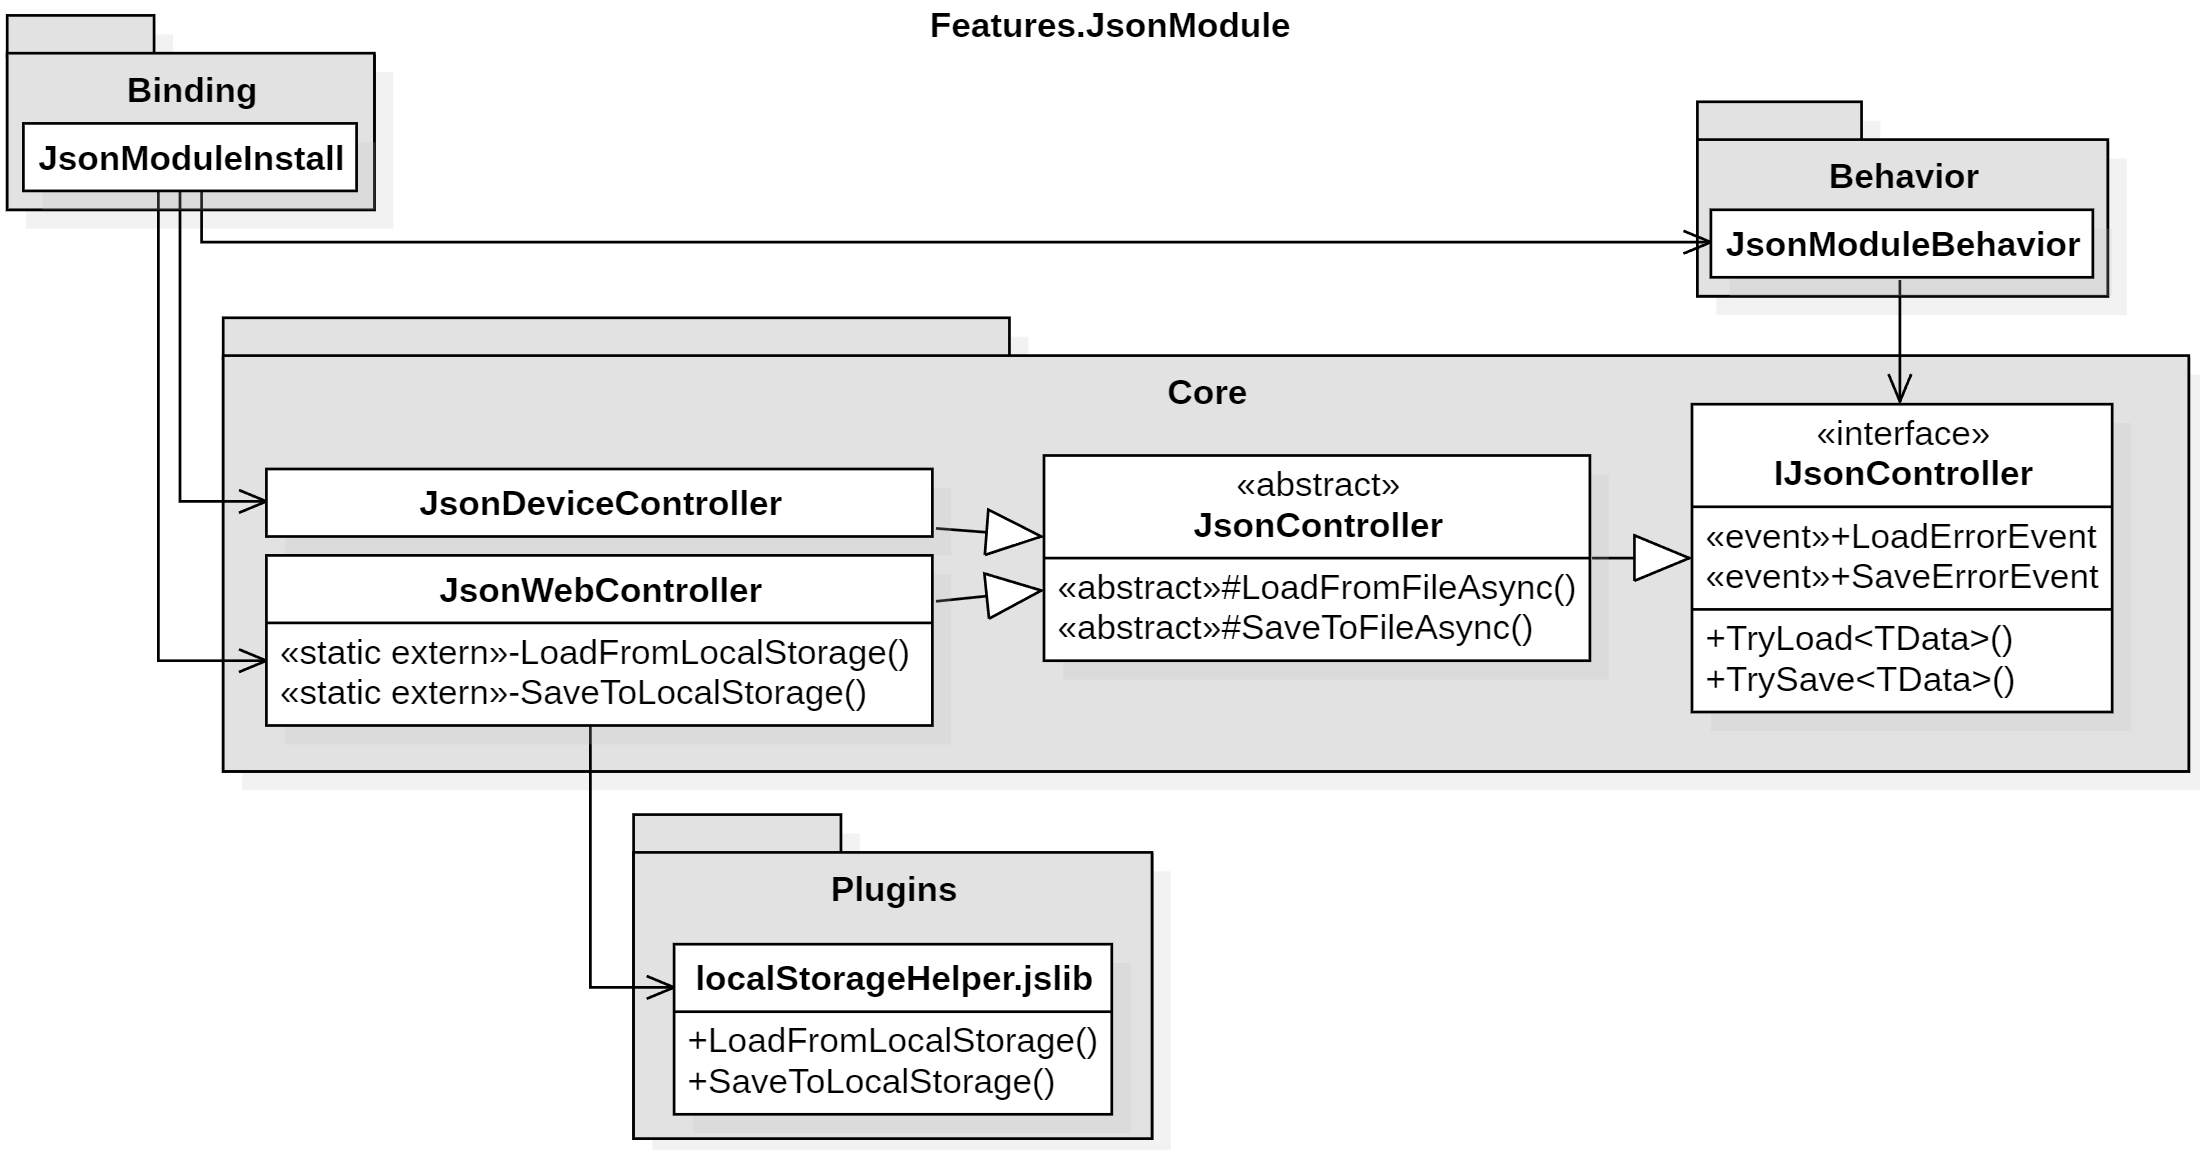 Features.JsonModule
Binding
JsonModuleInstall
Behavior
JsonModuleBehavior
Core
JsonDeviceController
JsonWebController
«static extern»-LoadFromLocalStorage()
«static extern»-SaveToLocalStorage()
«abstract»
JsonController
«abstract»#LoadFromFileAsync()
«abstract»#SaveToFileAsync()
«interface»
IJsonController
«event»+LoadErrorEvent
«event»+SaveErrorEvent
+TryLoad<TData>()
+TrySave<TData>()
Plugins
localStorageHelper.jslib
+LoadFromLocalStorage()
+SaveToLocalStorage()